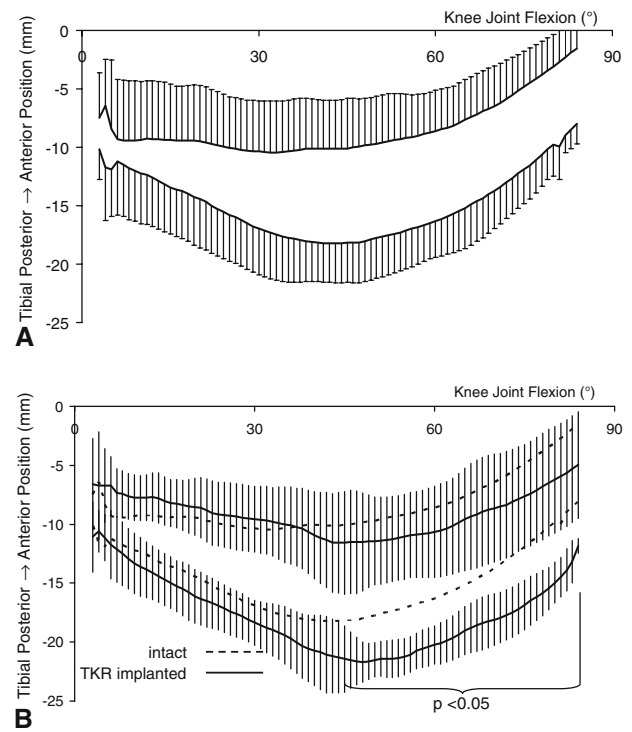 Knee Joint Flexion (°)
0
0
30
60
90
-5
-10
-15
-20
-25
Tibial Posterior → Anterior Position (mm)
A
Knee Joint Flexion (°)
0
0
30
60
90
-5
-10
-15
-20
-25
Tibial Posterior → Anterior Position (mm)
intact
TKR implanted
p <0.05
B